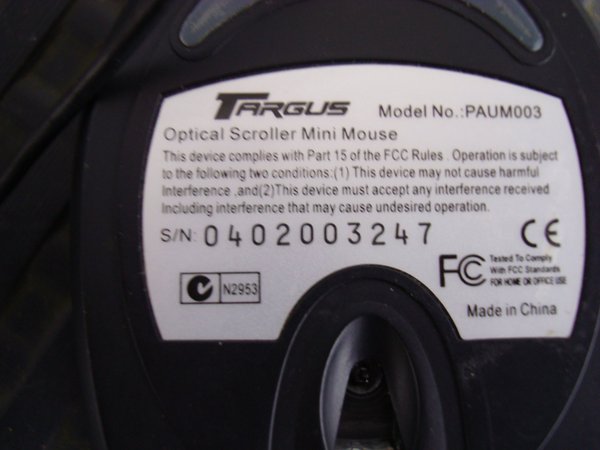 TARGUS Model No.:PAUM003
Optical Scroller Mini Mouse
This device complies with Part 15 of the FCC Rules . Operation is subject
to the following two conditions:(1) This device may not cause harmful
Interference .and(2)This device must accept any interference received
Including interference that may cause undesired operation.
S/N: 0402003247 CE
FC Tested To Comply
With FCC Standards
FOR HOME OR OFFICE USE
N2953
Made in China